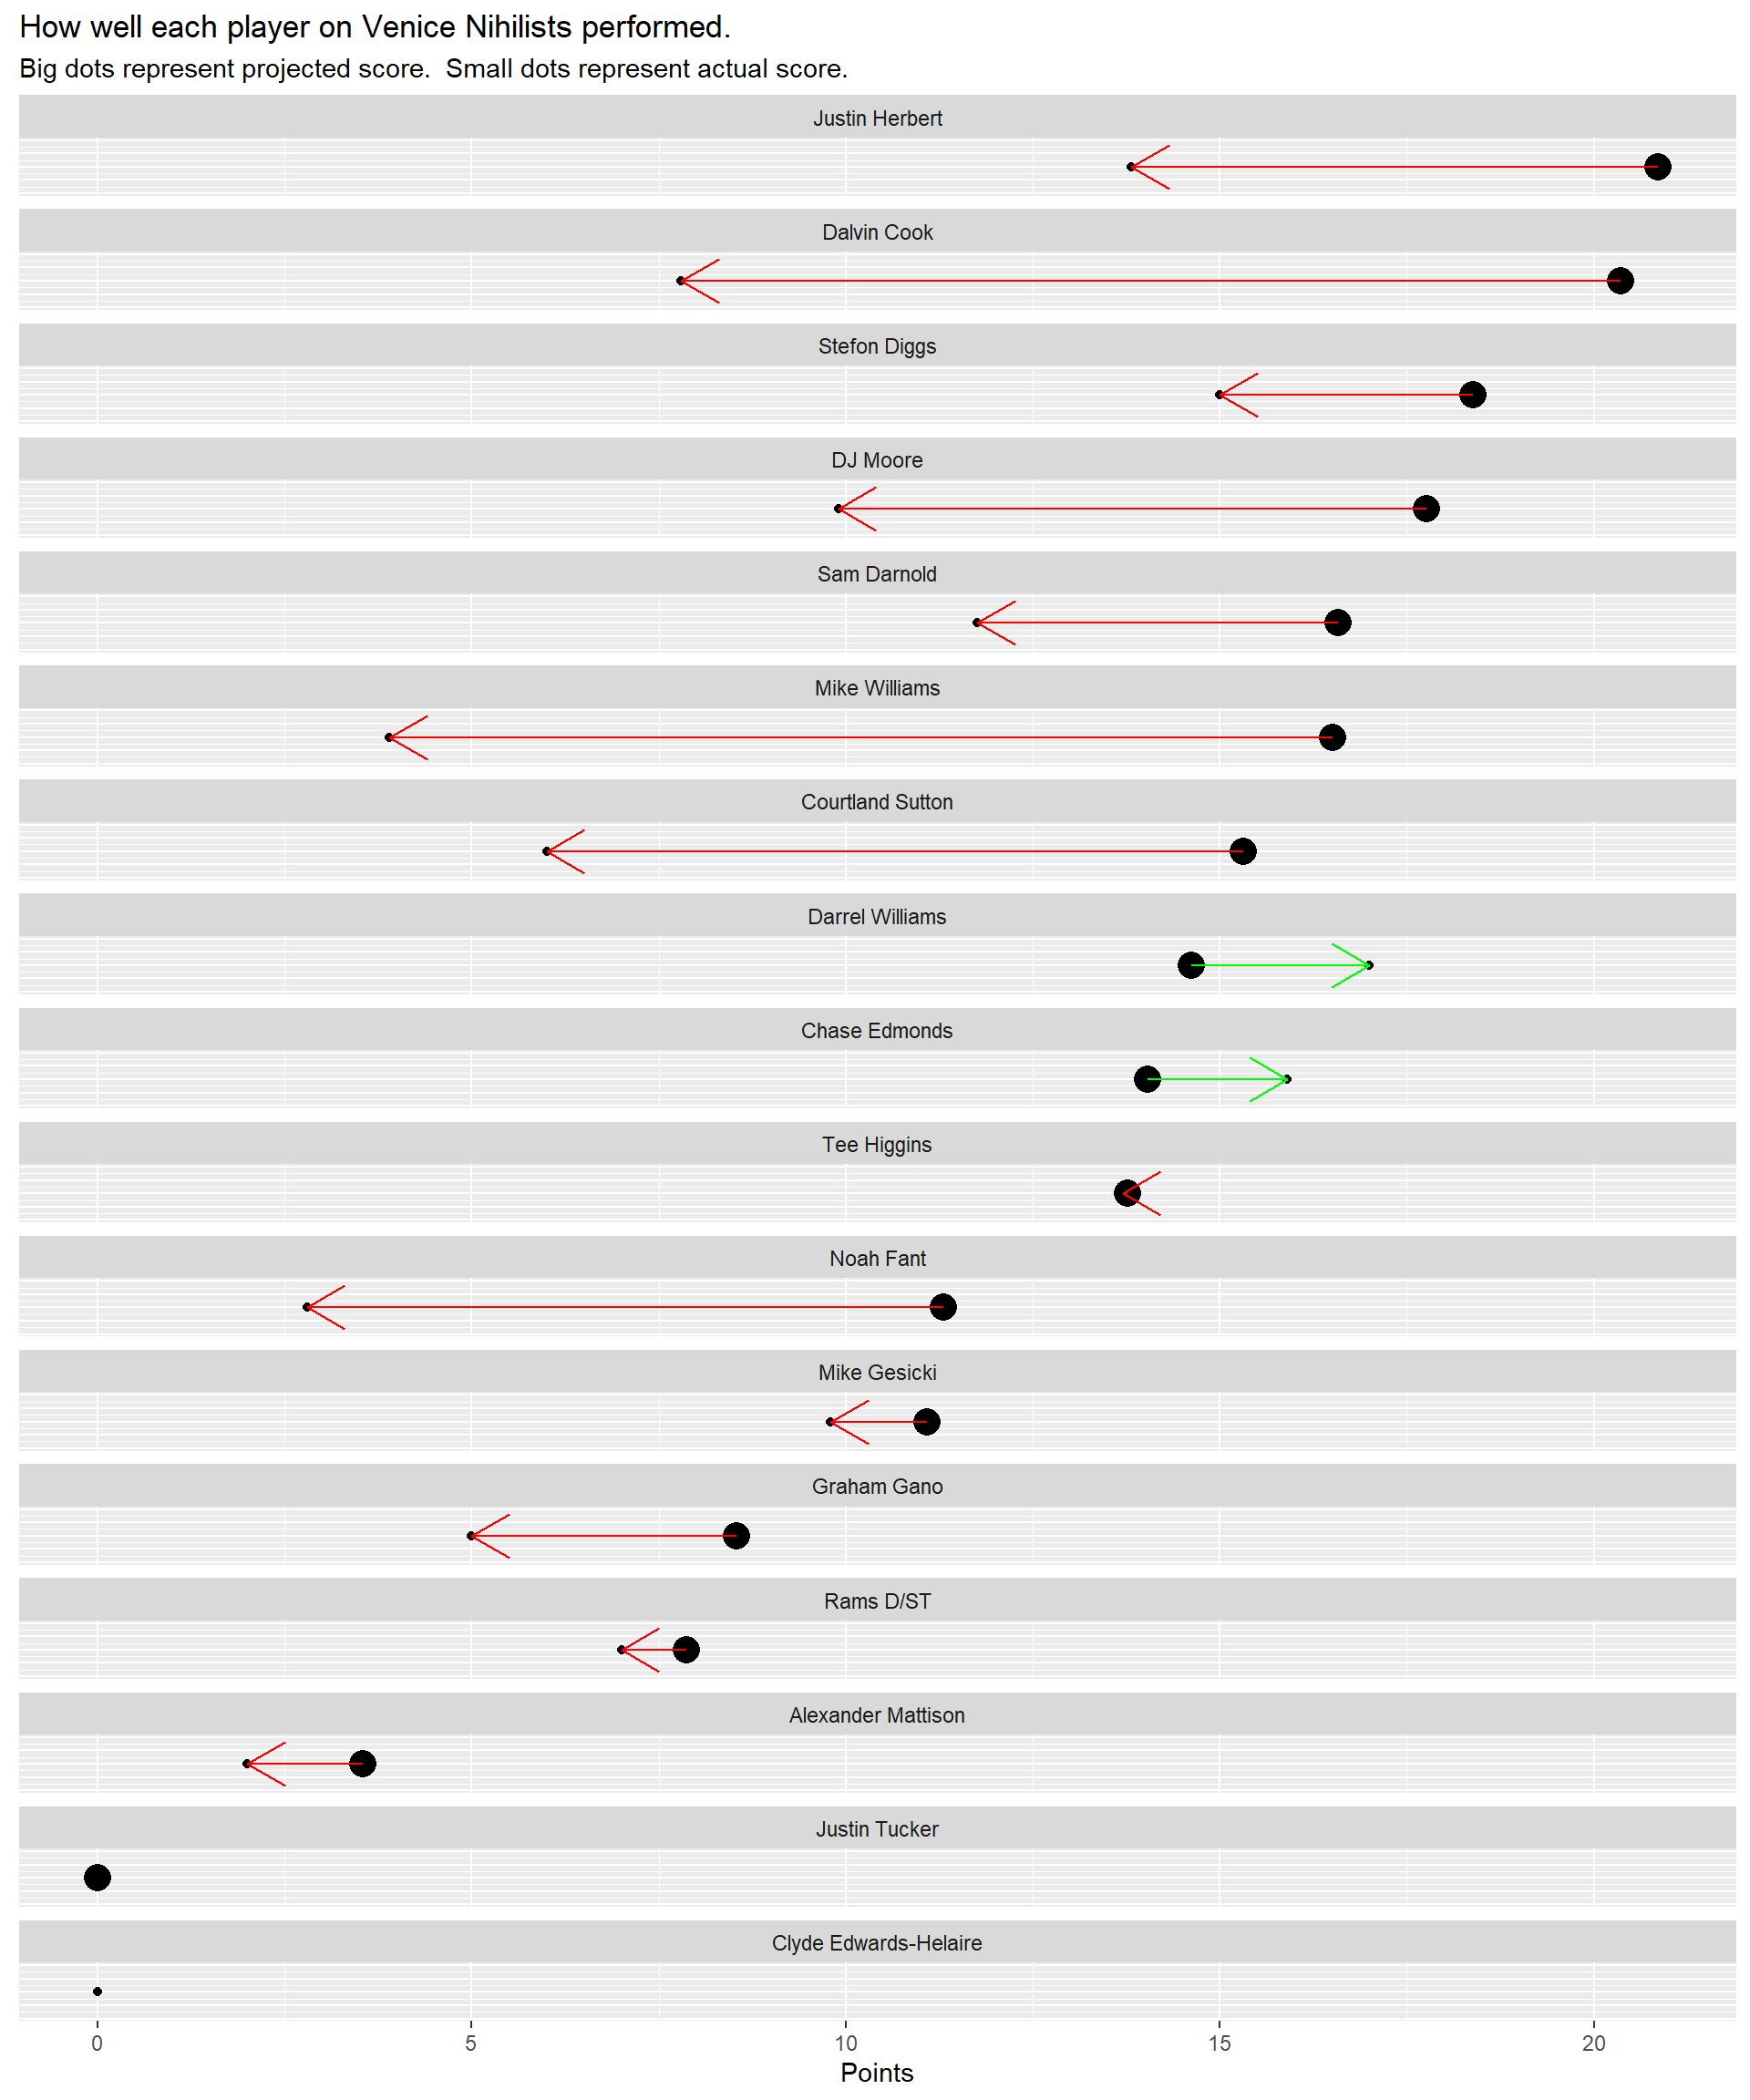 How well each player on Venice Nihilists performed.
Big dots represent projected score.  Small dots represent actual score.
Justin Herbert
Dalvin Cook
Stefon Diggs
DJ Moore
Sam Darnold
Mike Williams
Courtland Sutton
Darrel Williams
Chase Edmonds
Tee Higgins
Noah Fant
Mike Gesicki
Graham Gano
Rams D/ST
Alexander Mattison
Justin Tucker
Clyde Edwards-Helaire
0 5 10 15 20
Points